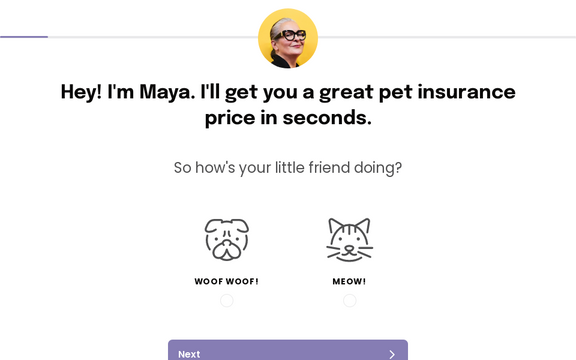 Hey! I'm Maya. I'll get you a great pet insurance
price in seconds.
So how's your little friend doing?
WOOF WOOF!
MEOW!
Next